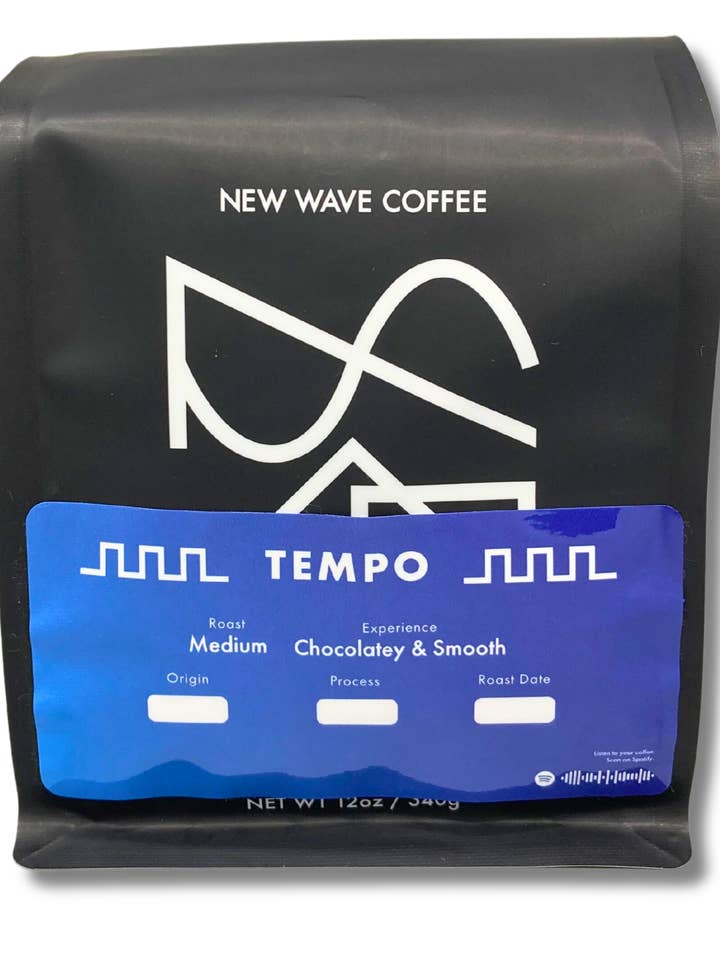 NEW WAVE COFFEE
TEMPO
Roast
Medium
Experience
Chocolatey & Smooth
Origin
Process
Roast Date
Listen to your coffee.
Scan on Spotify.
NET WT 12oz / 340g